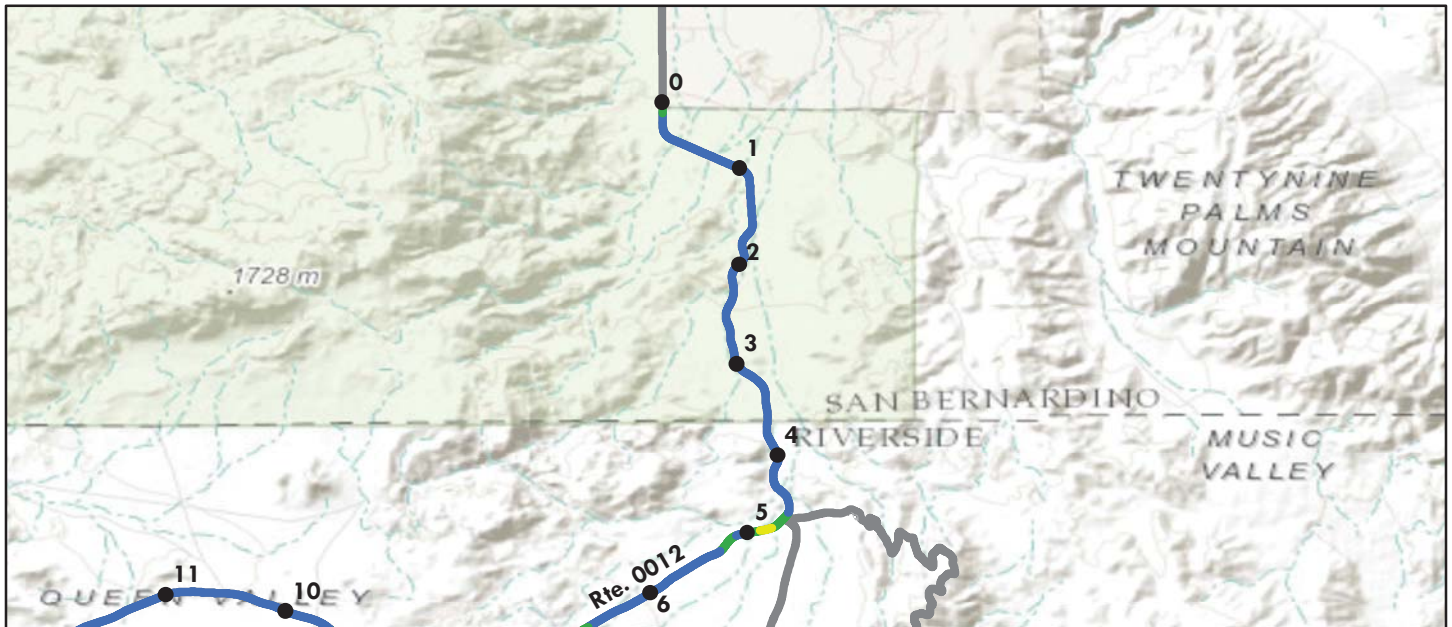 0
1
TWENTYNINE
PALMS
MOUNTAIN
2
1728 m
3
SAN BERNARDINO
4
RIVERSIDE
MUSIC
VALLEY
5
Rte. 0012
11
10
QUEEN VALLEY
6